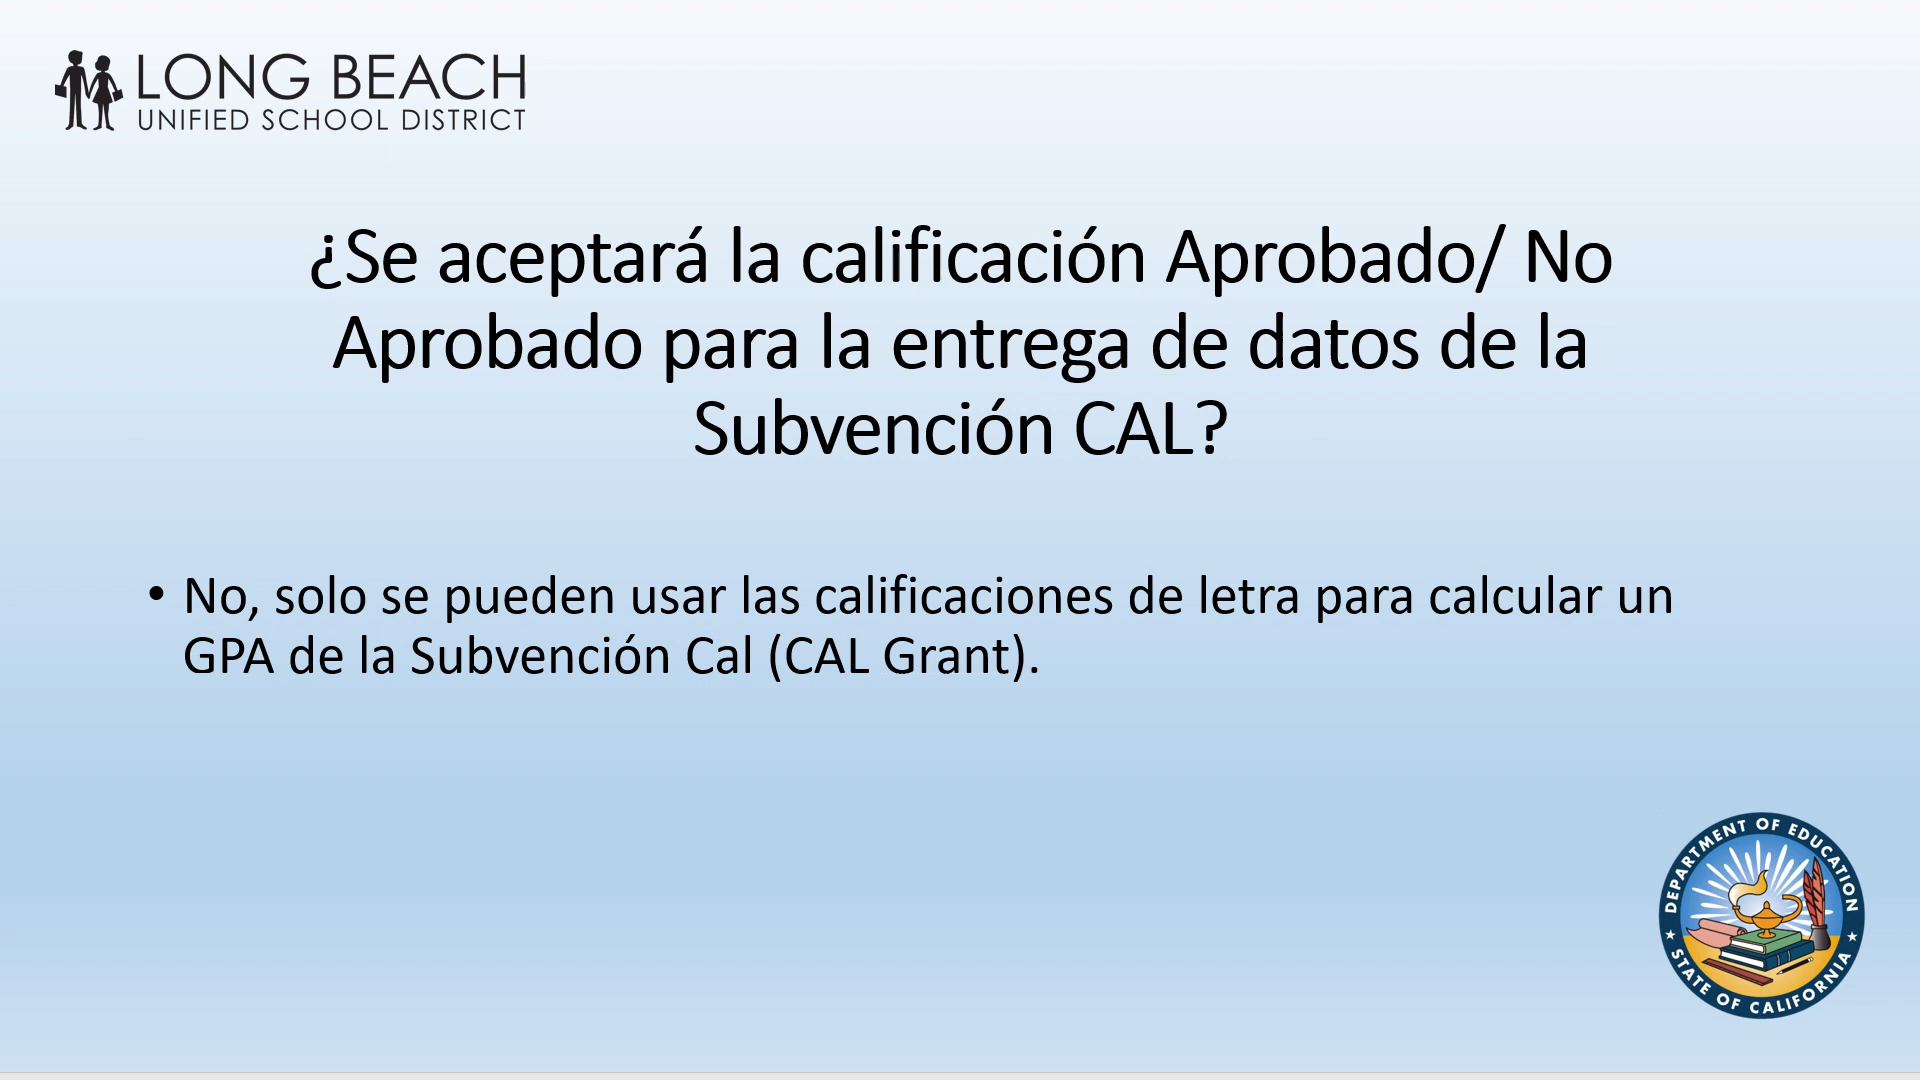 LONG BEACH
UNIFIED SCHOOL DISTRICT
¿Se aceptará la calificación Aprobado/ No
Aprobado para la entrega de datos de la
Subvención CAL?
• No, solo se pueden usar las calificaciones de letra para calcular un
GPA de la Subvención Cal (CAL Grant).
DEPARTMENT OF EDUCATION
STATE OF CALIFORNIA